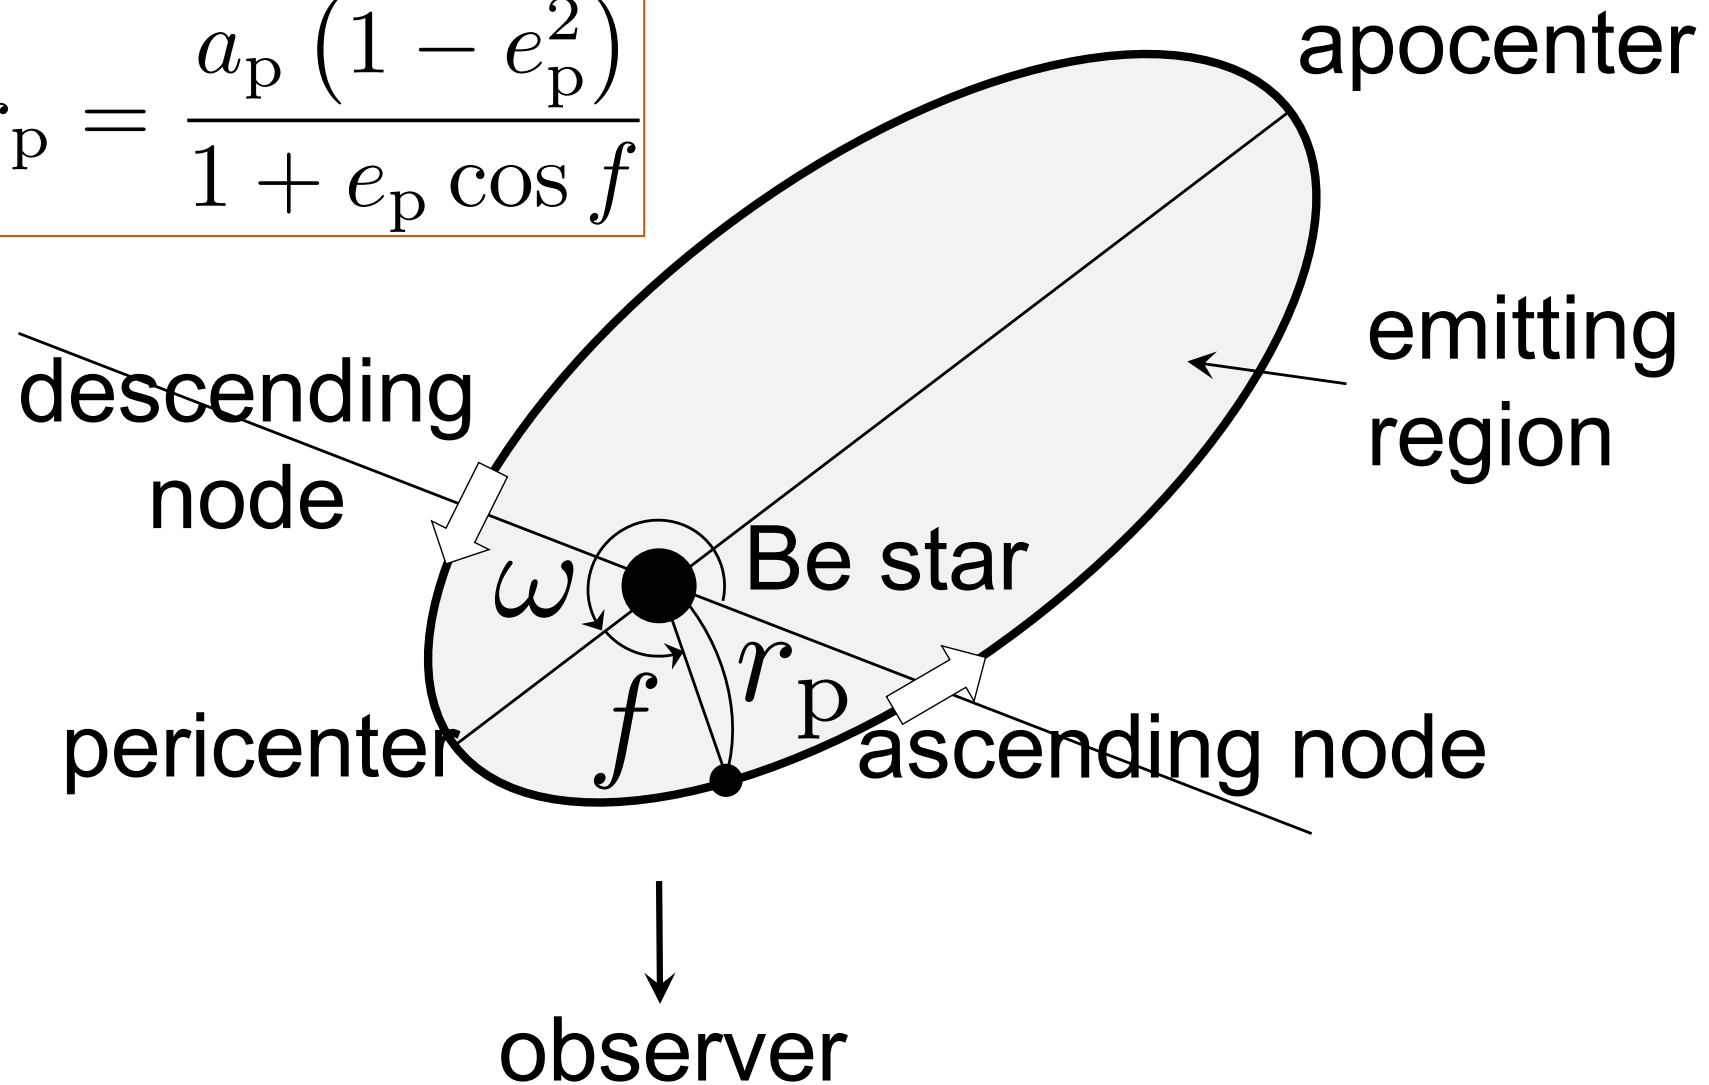 r_p = a_p (1 − e_p^2) / (1 + e_p cos f)
apocenter
emitting
region
descending
node
Be star
ω
r_p
f
pericenter
ascending node
observer